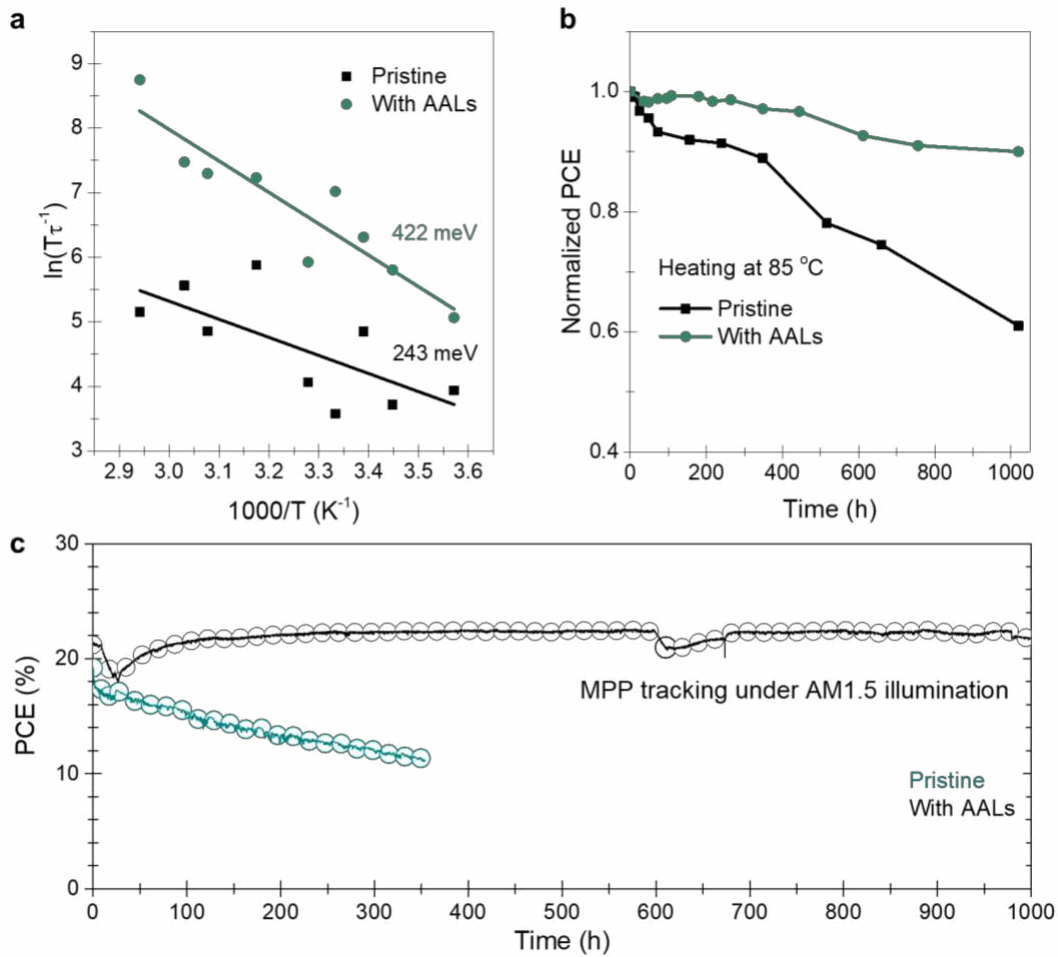 a
9
8
7
6
5
4
3
ln(Tτ⁻¹)
Pristine
With AALs
422 meV
243 meV
2.9 3.0 3.1 3.2 3.3 3.4 3.5 3.6
1000/T (K⁻¹)
b
1.0
0.8
0.6
0.4
Normalized PCE
Heating at 85 °C
Pristine
With AALs
0 200 400 600 800 1000
Time (h)
c
30
20
10
0
PCE (%)
MPP tracking under AM1.5 illumination
Pristine
With AALs
0 100 200 300 400 500 600 700 800 900 1000
Time (h)